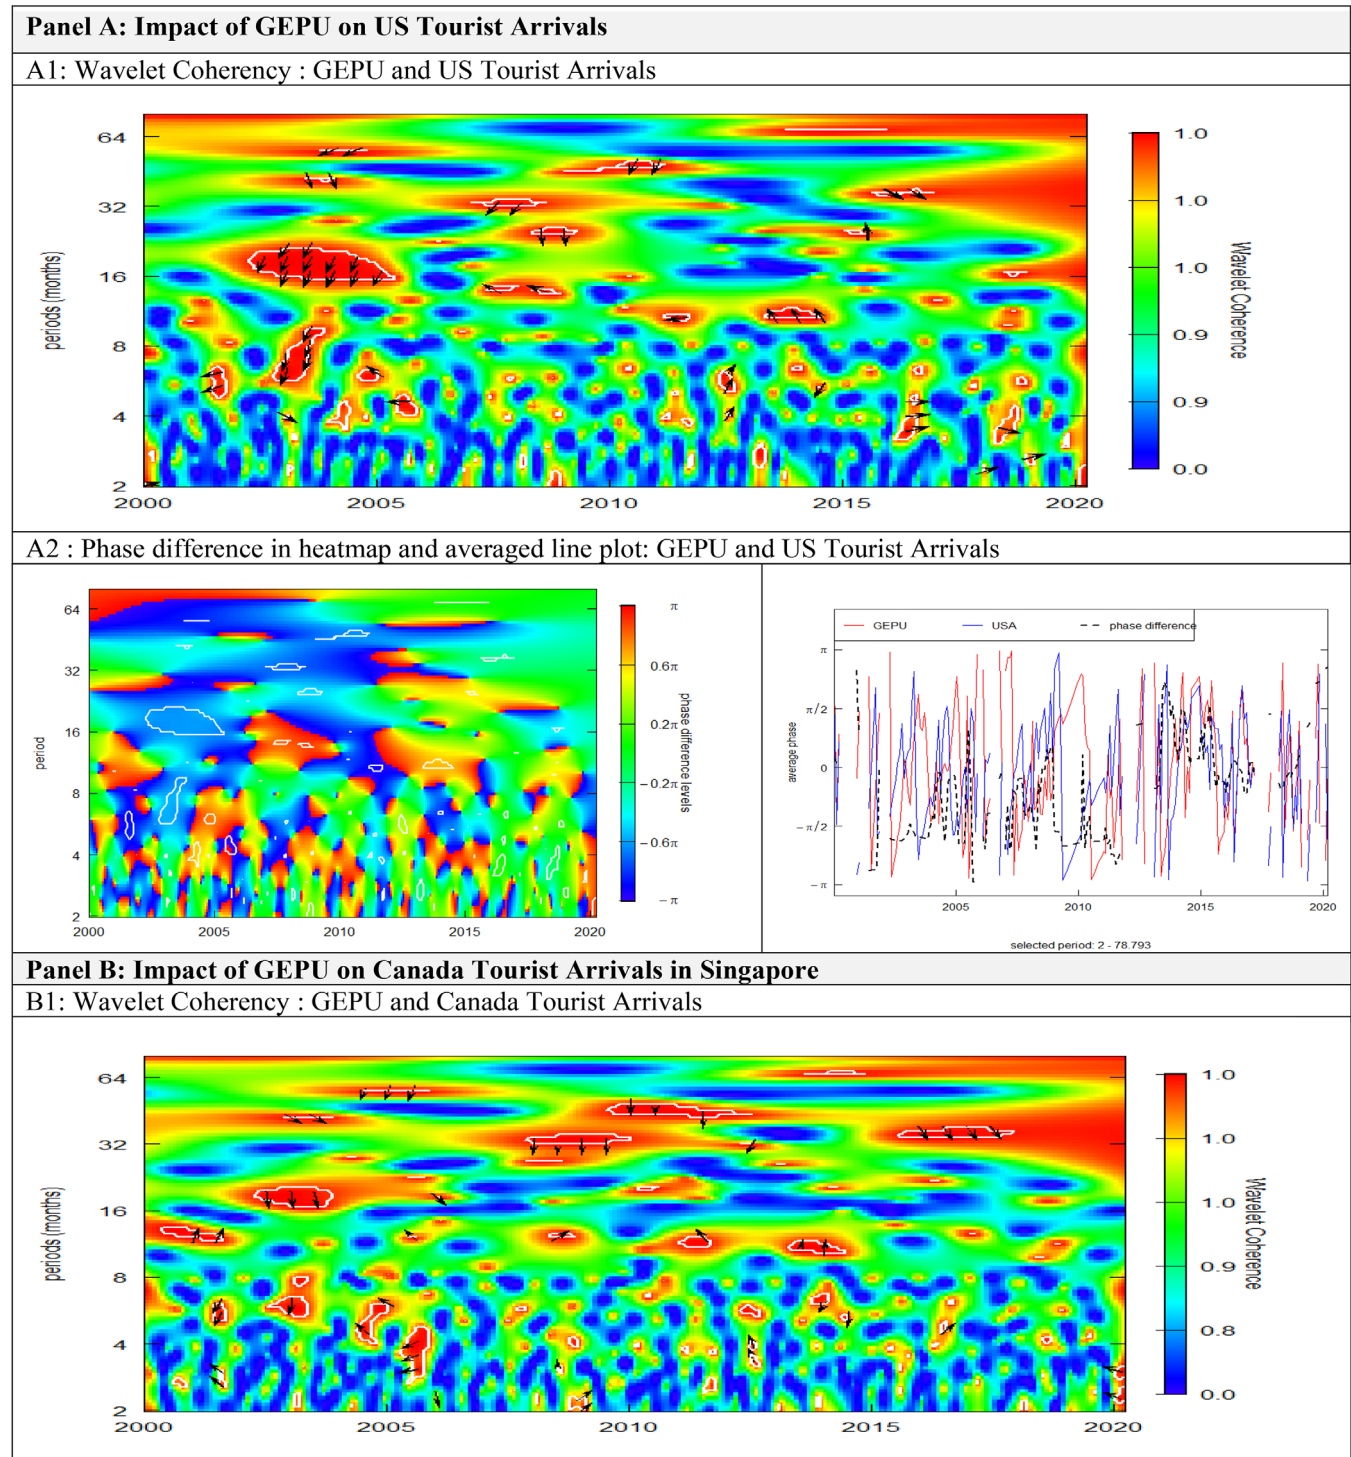 Panel A: Impact of GEPU on US Tourist Arrivals
A1: Wavelet Coherency : GEPU and US Tourist Arrivals
64
32
16
8
4
2
periods (months)
2000
2005
2010
2015
2020
1.0
1.0
1.0
0.9
0.9
0.0
Wavelet Coherence
A2 : Phase difference in heatmap and averaged line plot: GEPU and US Tourist Arrivals
64
32
16
8
4
2
period
2000
2005
2010
2015
2020
π
0.6π
0.2π
−0.2π
−0.6π
−π
phase difference levels
GEPU
USA
phase difference
π
π/2
0
−π/2
−π
average phase
2005
2010
2015
2020
selected period: 2 - 78.793
Panel B: Impact of GEPU on Canada Tourist Arrivals in Singapore
B1: Wavelet Coherency : GEPU and Canada Tourist Arrivals
64
32
16
8
4
2
periods (months)
2000
2005
2010
2015
2020
1.0
1.0
1.0
0.9
0.8
0.0
Wavelet Coherence